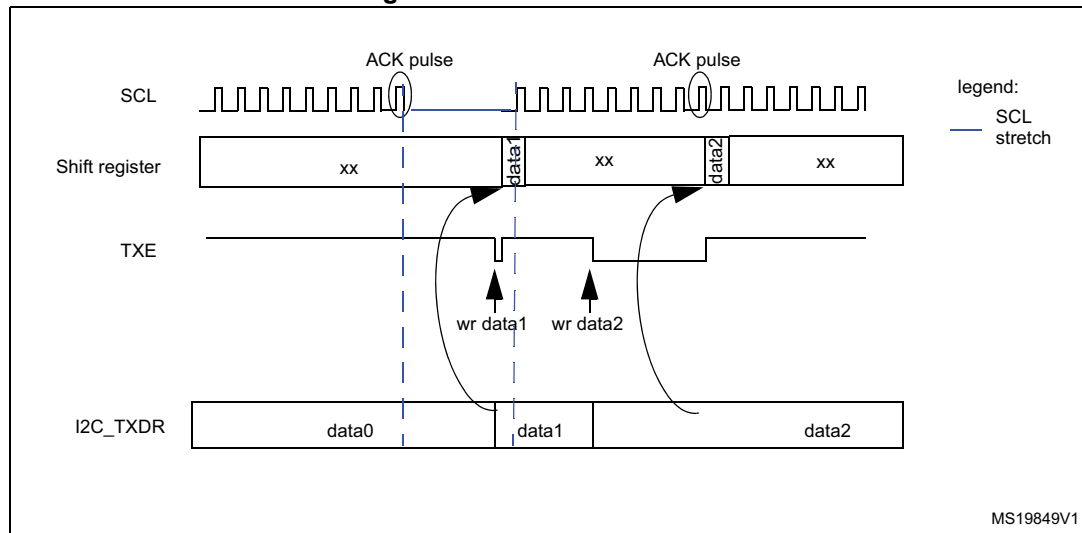 ACK pulse
ACK pulse
SCL
legend:
SCL
stretch
Shift register
xx
data1
xx
data2
xx
TXE
wr data1
wr data2
I2C_TXDR
data0
data1
data2
MS19849V1